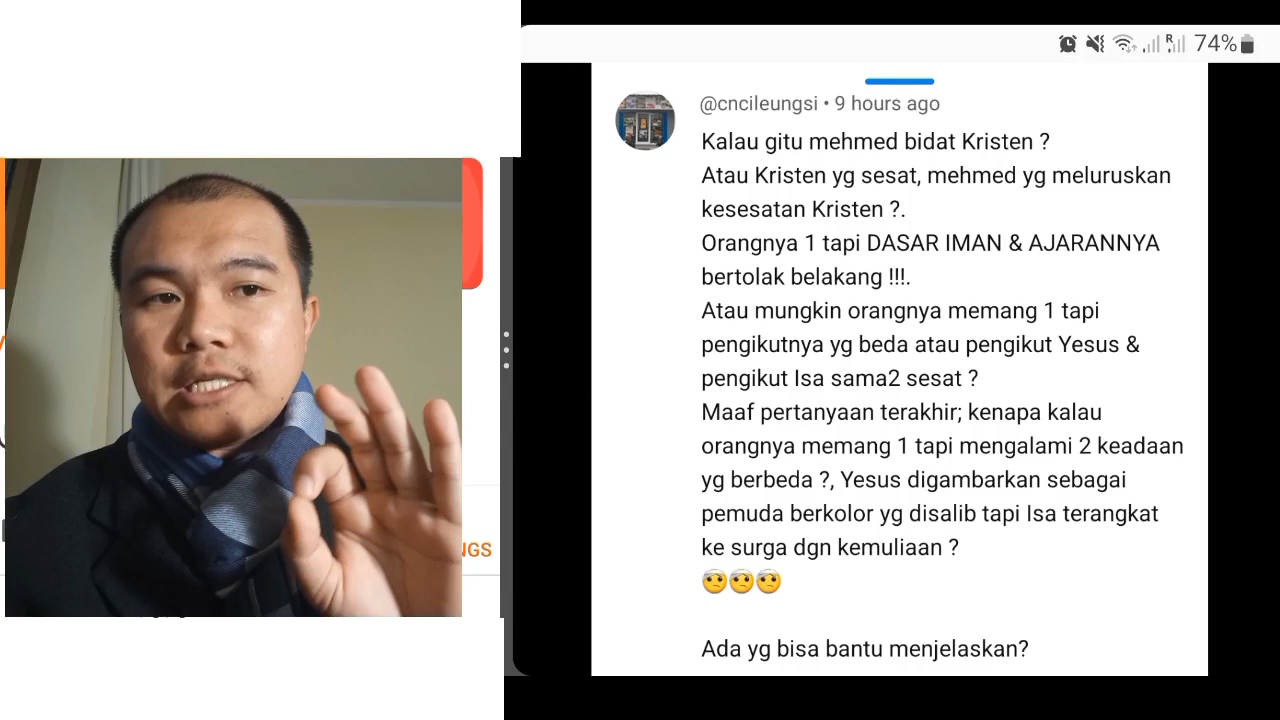 R
74%
@cncileungsi • 9 hours ago
Kalau gitu mehmed bidat Kristen ?
Atau Kristen yg sesat, mehmed yg meluruskan
kesesatan Kristen ?.
Orangnya 1 tapi DASAR IMAN & AJARANNYA
bertolak belakang !!!.
Atau mungkin orangnya memang 1 tapi
pengikutnya yg beda atau pengikut Yesus &
pengikut Isa sama2 sesat ?
Maaf pertanyaan terakhir; kenapa kalau
orangnya memang 1 tapi mengalami 2 keadaan
yg berbeda ?, Yesus digambarkan sebagai
pemuda berkolor yg disalib tapi Isa terangkat
ke surga dgn kemuliaan ?
🤕🤕🤕
Ada yg bisa bantu menjelaskan?
NGS